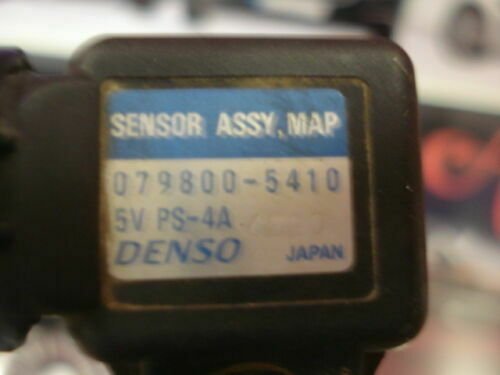 SENSOR ASSY, MAP
079800-5410
5V PS-4A
DENSO JAPAN